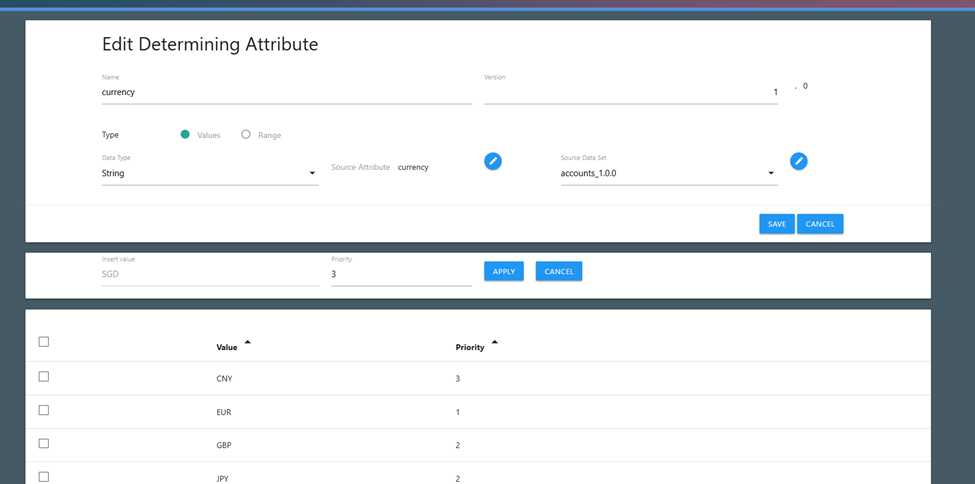 Edit Determining Attribute
Name
Version
currency
1 . 0
Type Values Range
Data Type
Source Data Set
String
Source Attribute currency
accounts_1.0.0
SAVE CANCEL
Insert value
Priority
SGD
3
APPLY CANCEL
Value Priority
CNY 3
EUR 1
GBP 2
JPY 2